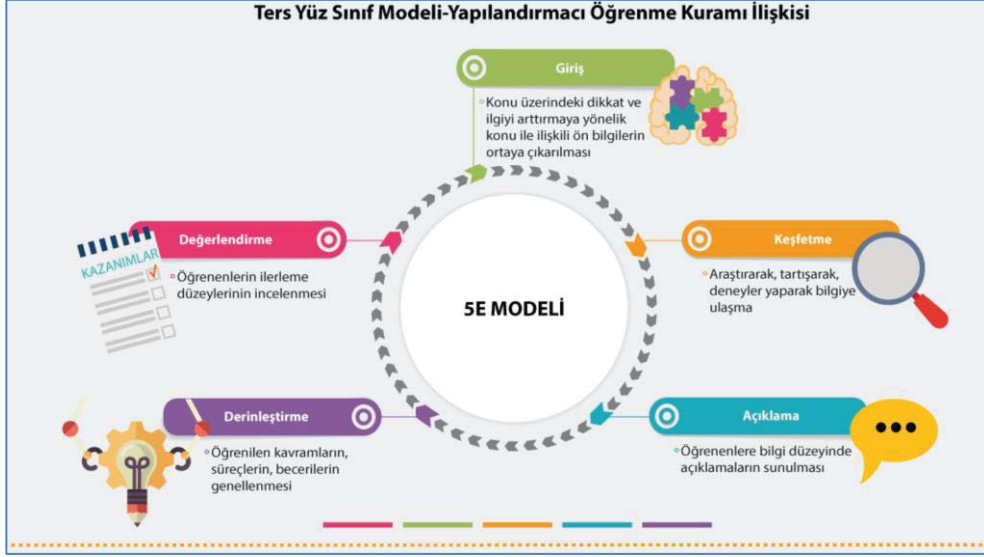 Ters Yüz Sınıf Modeli-Yapılandırmacı Öğrenme Kuramı İlişkisi
Giriş
Konu üzerindeki dikkat ve
ilgiyi arttırmaya yönelik
konu ile ilişkili ön bilgilerin
ortaya çıkarılması
Keşfetme
Araştırarak, tartışarak,
deneyler yaparak bilgiye
ulaşma
Açıklama
Öğrenenlere bilgi düzeyinde
açıklamaların sunulması
Derinleştirme
Öğrenilen kavramların,
süreçlerin, becerilerin
genellenmesi
Değerlendirme
KAZANIMLAR
Öğrenenlerin ilerleme
düzeylerinin incelenmesi
5E MODELİ